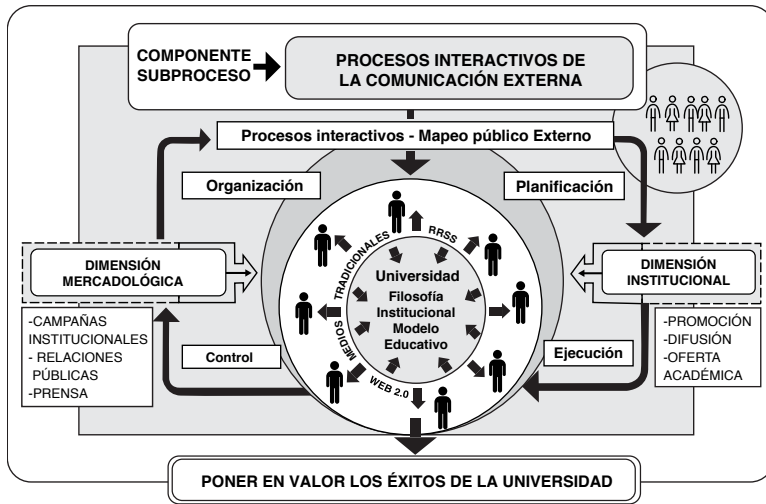 COMPONENTE
SUBPROCESO
PROCESOS INTERACTIVOS DE
LA COMUNICACIÓN EXTERNA
Procesos interactivos - Mapeo público Externo
Organización
Planificación
DIMENSIÓN
MERCADOLÓGICA
-CAMPAÑAS
INSTITUCIONALES
- RELACIONES
PÚBLICAS
-PRENSA
MEDIOS TRADICIONALES
RRSS
WEB 2.0
Universidad
Filosofía
Institucional
Modelo
Educativo
DIMENSIÓN
INSTITUCIONAL
-PROMOCIÓN
-DIFUSIÓN
-OFERTA
ACADÉMICA
Control
Ejecución
PONER EN VALOR LOS ÉXITOS DE LA UNIVERSIDAD